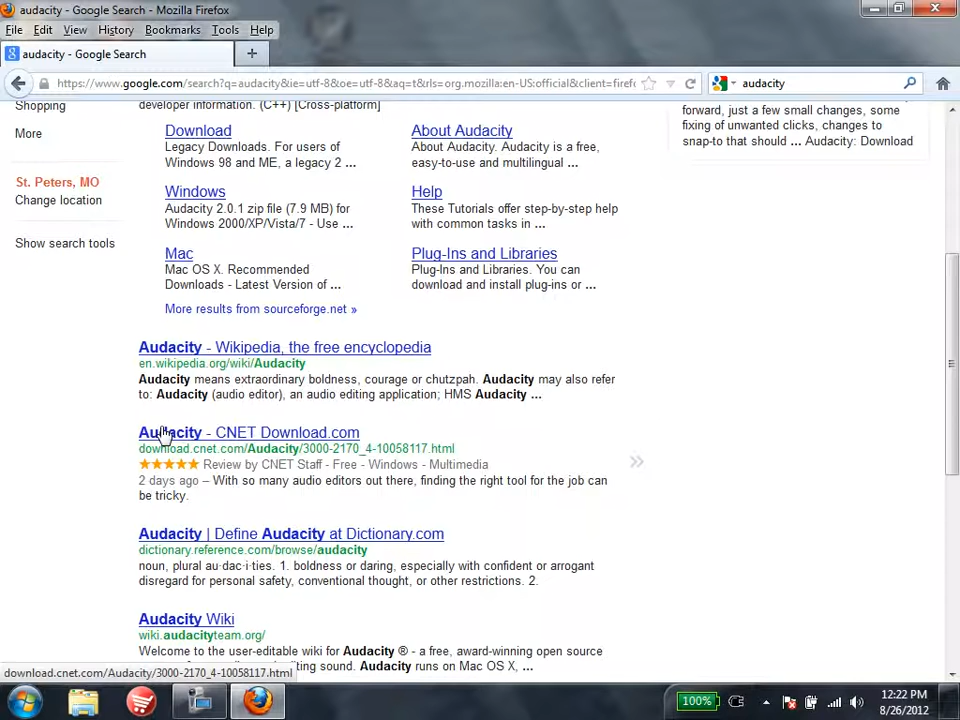 audacity - Google Search - Mozilla Firefox
File Edit View History Bookmarks Tools Help
audacity - Google Search
https://www.google.com/search?q=audacity&ie=utf-8&oe=utf-8&aq=t&rls=org.mozilla:en-US:official&client=firefo
audacity
Shopping
More
St. Peters, MO
Change location
Show search tools
developer information. (C++) [Cross-platform]
Download
Legacy Downloads. For users of
Windows 98 and ME, a legacy 2 ...
About Audacity
About Audacity. Audacity is a free,
easy-to-use and multilingual ...
Windows
Audacity 2.0.1 zip file (7.9 MB) for
Windows 2000/XP/Vista/7 - Use ...
Help
These Tutorials offer step-by-step help
with common tasks in ...
Mac
Mac OS X. Recommended
Downloads - Latest Version of ...
Plug-Ins and Libraries
Plug-Ins and Libraries. You can
download and install plug-ins or ...
More results from sourceforge.net »
Audacity - Wikipedia, the free encyclopedia
en.wikipedia.org/wiki/Audacity
Audacity means extraordinary boldness, courage or chutzpah. Audacity may also refer
to: Audacity (audio editor), an audio editing application; HMS Audacity ...
Audacity - CNET Download.com
download.cnet.com/Audacity/3000-2170_4-10058117.html
★★★★★ Review by CNET Staff - Free - Windows - Multimedia
2 days ago – With so many audio editors out there, finding the right tool for the job can
be tricky.
Audacity | Define Audacity at Dictionary.com
dictionary.reference.com/browse/audacity
noun, plural au·dac·i·ties. 1. boldness or daring, especially with confident or arrogant
disregard for personal safety, conventional thought, or other restrictions. 2.
Audacity Wiki
wiki.audacityteam.org/
Welcome to the user-editable wiki for Audacity ® - a free, award-winning open source
Audacity runs on Mac OS X, ...
forward, just a few small changes, some
fixing of unwanted clicks, changes to
snap-to that should ... Audacity: Download
download.cnet.com/Audacity/3000-2170_4-10058117.html
100%
12:22 PM
8/26/2012